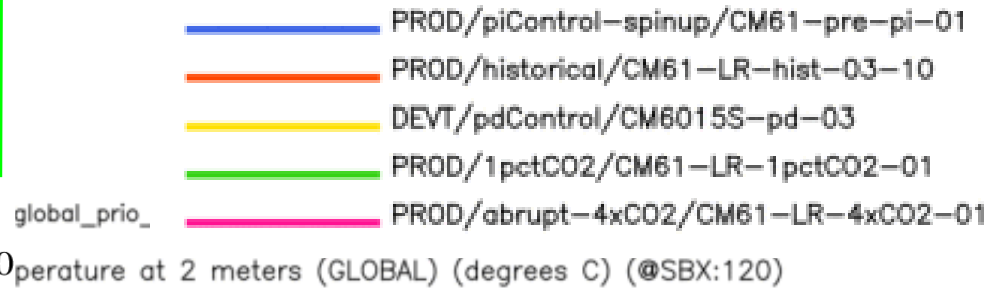 PROD/piControl-spinup/CM61-pre-pi-01
PROD/historical/CM61-LR-hist-03-10
DEVT/pdControl/CM6015S-pd-03
PROD/1pctCO2/CM61-LR-1pctCO2-01
global_prio_ PROD/abrupt-4xCO2/CM61-LR-4xCO2-01
0perature at 2 meters (GLOBAL) (degrees C) (@SBX:120)